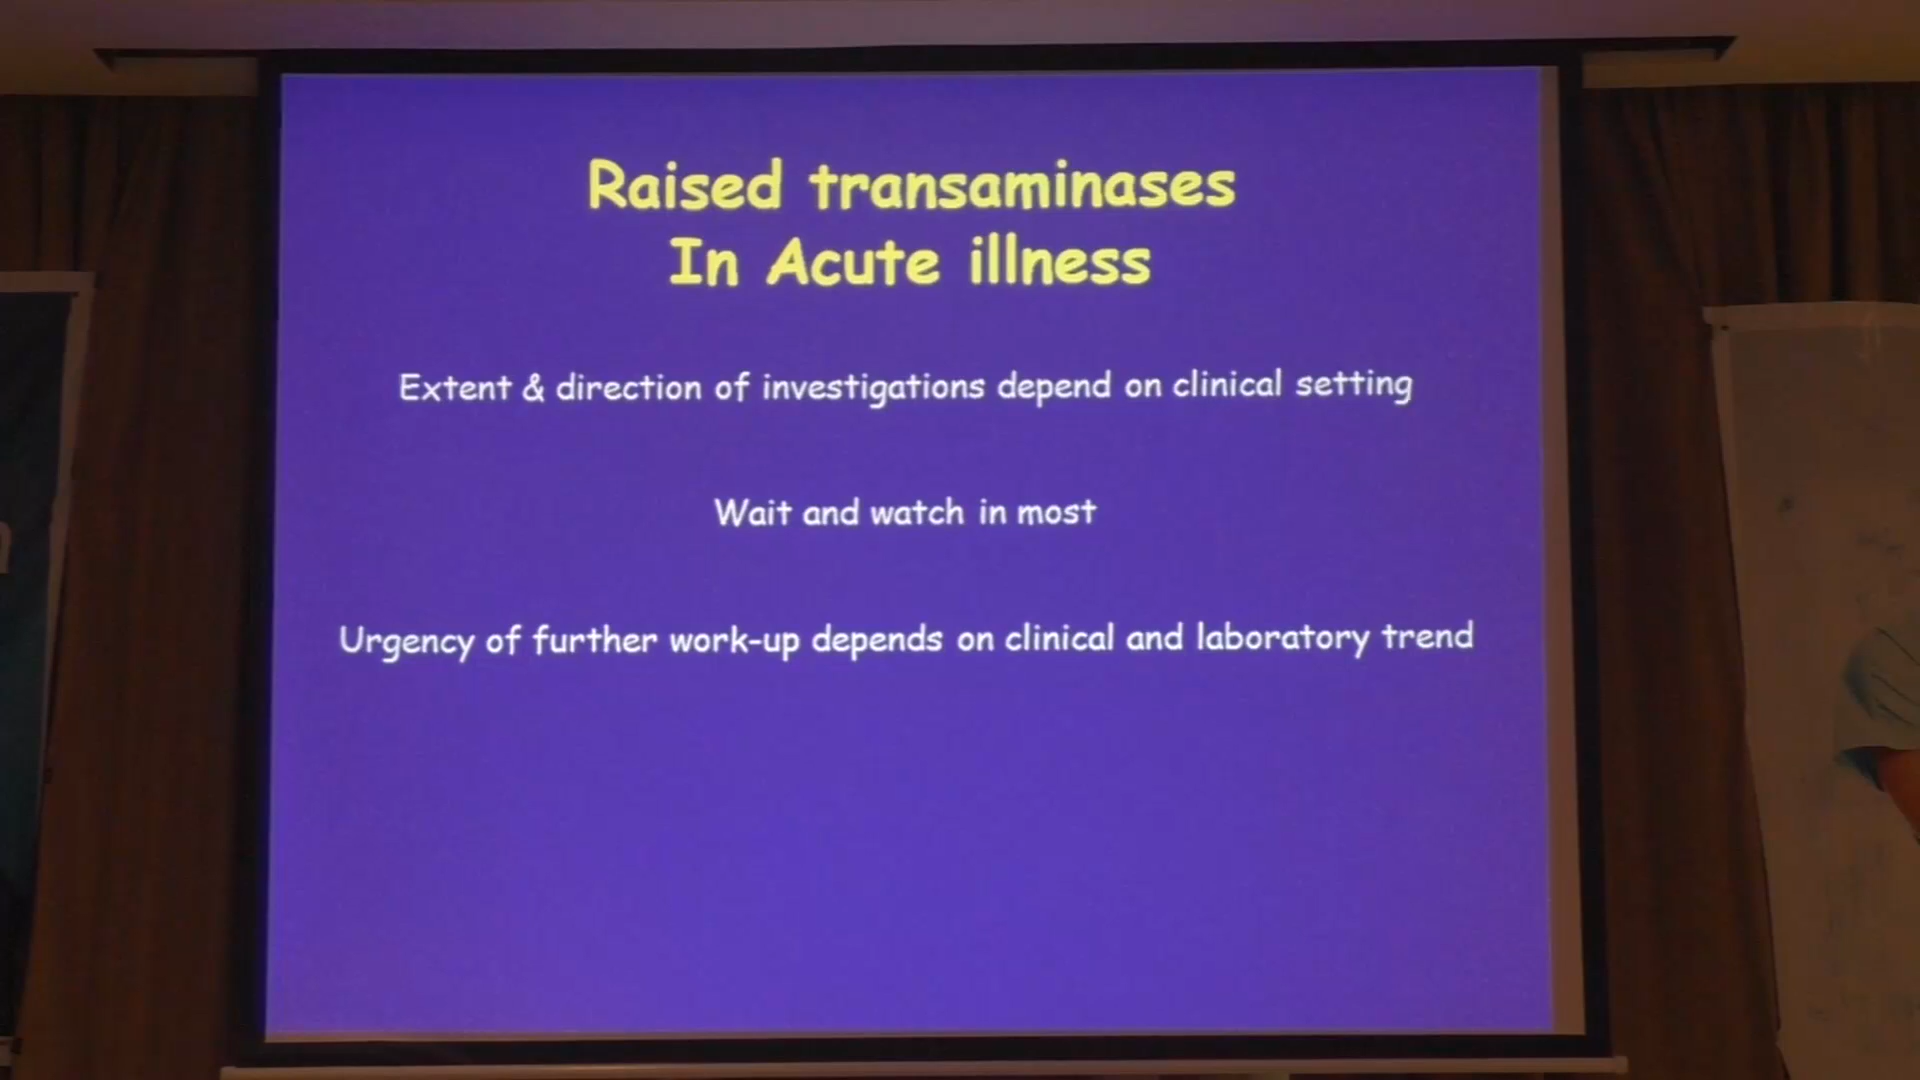 Raised transaminases
In Acute illness
Extent & direction of investigations depend on clinical setting
Wait and watch in most
Urgency of further work-up depends on clinical and laboratory trend